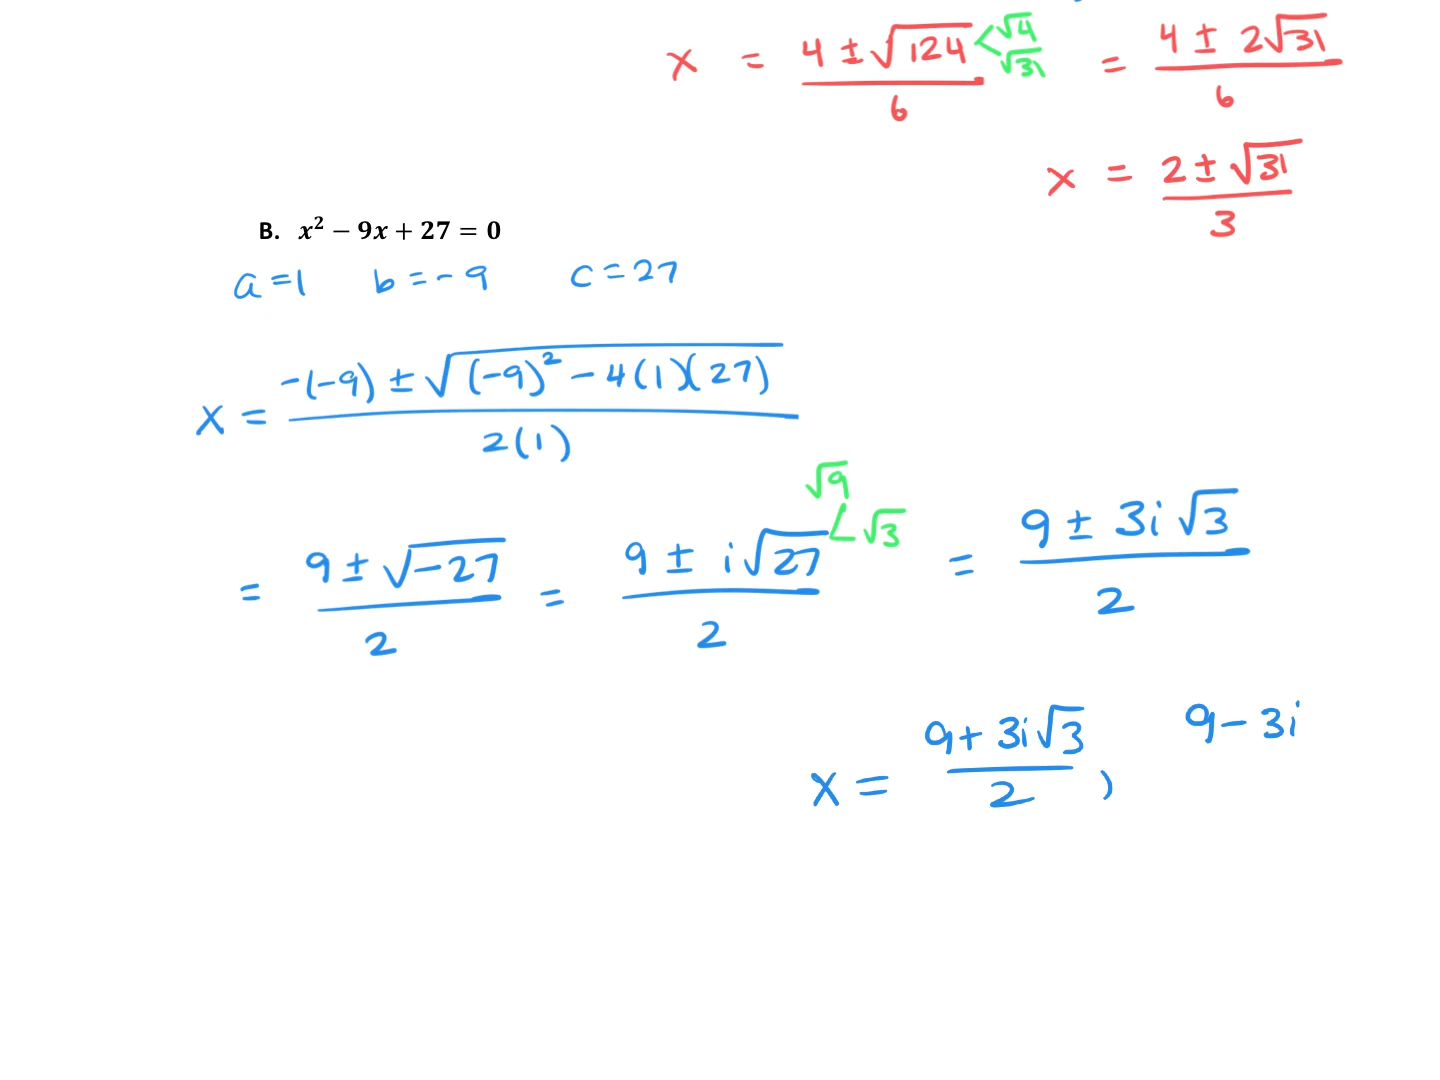 x = (4 ± √124)/6 <√4 √31 = (4 ± 2√31)/6
x = (2 ± √31)/3
B. x² − 9x + 27 = 0
a = 1 b = -9 c = 27
x = (-(-9) ± √((-9)² - 4(1)(27)))/(2(1))
= (9 ± √-27)/2 = (9 ± i√27)/2 <√9 √3 = (9 ± 3i√3)/2
x = (9 + 3i√3)/2 , 9 - 3i